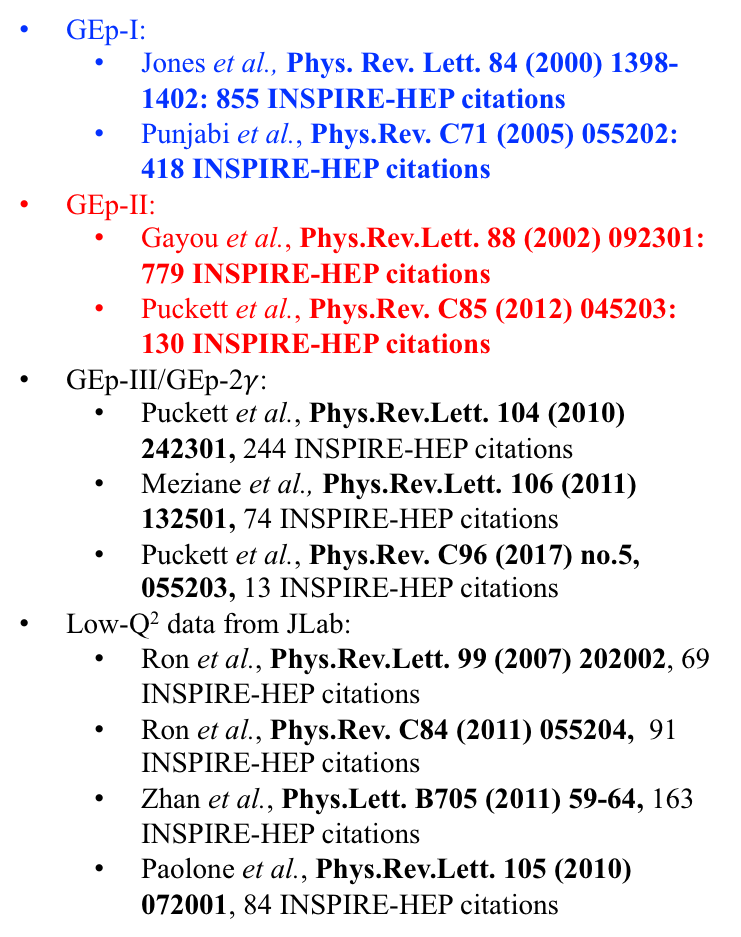 • GEp-I:
• Jones et al., Phys. Rev. Lett. 84 (2000) 1398-
1402: 855 INSPIRE-HEP citations
• Punjabi et al., Phys.Rev. C71 (2005) 055202:
418 INSPIRE-HEP citations
• GEp-II:
• Gayou et al., Phys.Rev.Lett. 88 (2002) 092301:
779 INSPIRE-HEP citations
• Puckett et al., Phys.Rev. C85 (2012) 045203:
130 INSPIRE-HEP citations
• GEp-III/GEp-2γ:
• Puckett et al., Phys.Rev.Lett. 104 (2010)
242301, 244 INSPIRE-HEP citations
• Meziane et al., Phys.Rev.Lett. 106 (2011)
132501, 74 INSPIRE-HEP citations
• Puckett et al., Phys.Rev. C96 (2017) no.5,
055203, 13 INSPIRE-HEP citations
• Low-Q² data from JLab:
• Ron et al., Phys.Rev.Lett. 99 (2007) 202002, 69
INSPIRE-HEP citations
• Ron et al., Phys.Rev. C84 (2011) 055204, 91
INSPIRE-HEP citations
• Zhan et al., Phys.Lett. B705 (2011) 59-64, 163
INSPIRE-HEP citations
• Paolone et al., Phys.Rev.Lett. 105 (2010)
072001, 84 INSPIRE-HEP citations